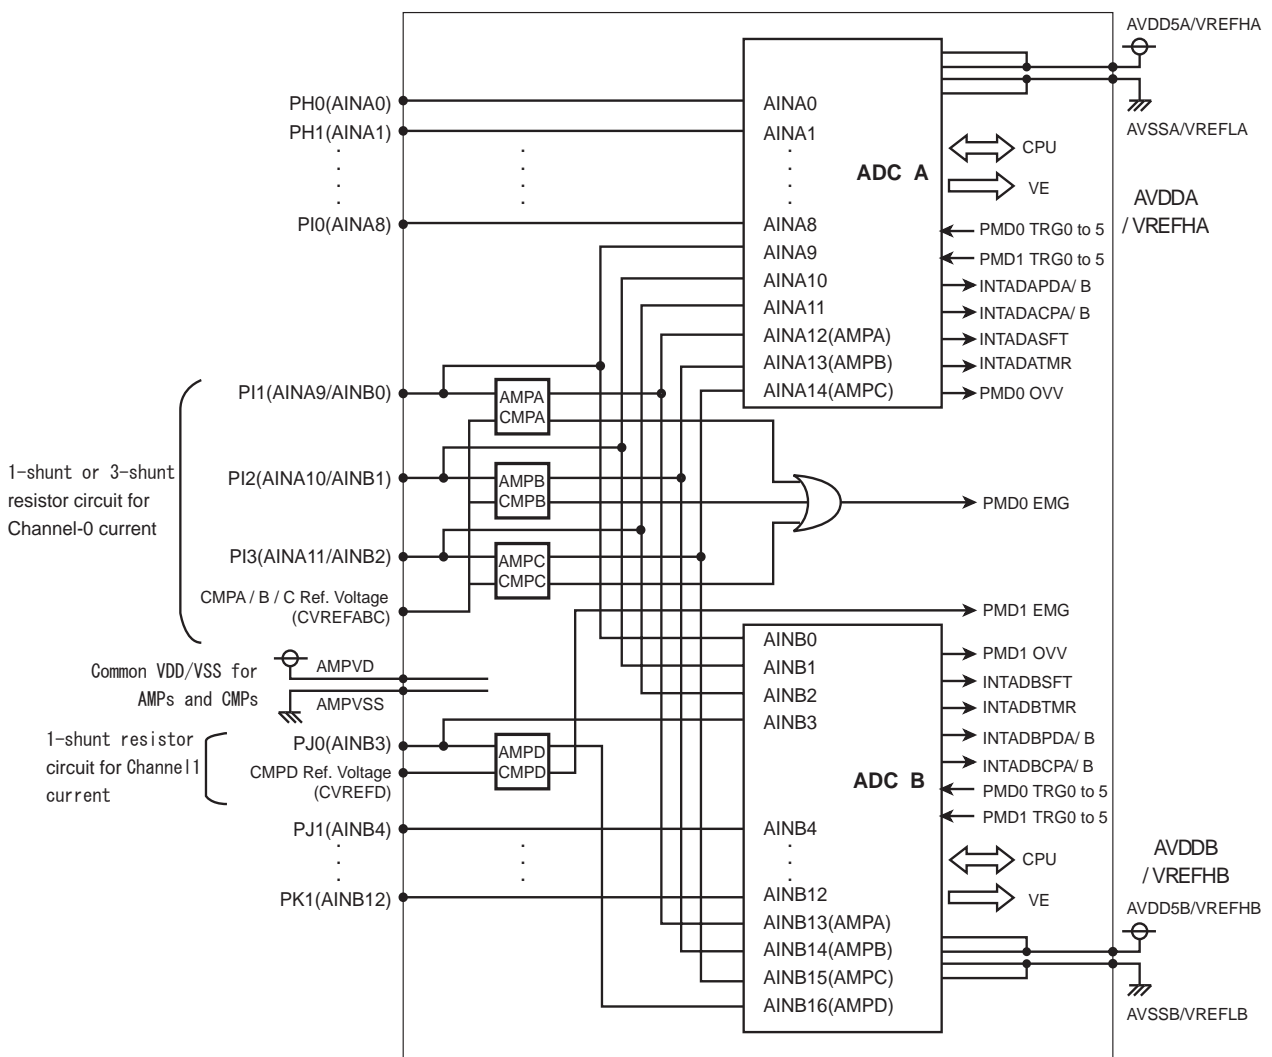 AVDD5A/VREFHA
AVSSA/VREFLA
AVDDA
/ VREFHA
PH0(AINA0)
PH1(AINA1)
PI0(AINA8)
AINA0
AINA1
ADC A
AINA8
AINA9
AINA10
AINA11
AINA12(AMPA)
AINA13(AMPB)
AINA14(AMPC)
CPU
VE
PMD0 TRG0 to 5
PMD1 TRG0 to 5
INTADAPDA/ B
INTADACPA/ B
INTADASFT
INTADATMR
PMD0 OVV
1-shunt or 3-shunt
resistor circuit for
Channel-0 current
PI1(AINA9/AINB0)
AMPA
CMPA
PI2(AINA10/AINB1)
AMPB
CMPB
PI3(AINA11/AINB2)
AMPC
CMPC
CMPA / B / C Ref. Voltage
(CVREFABC)
PMD0 EMG
PMD1 EMG
Common VDD/VSS for
AMPs and CMPs
AMPVD
AMPVSS
1-shunt resistor
circuit for Channel1
current
PJ0(AINB3)
CMPD Ref. Voltage
(CVREFD)
AMPD
CMPD
PJ1(AINB4)
PK1(AINB12)
AINB0
AINB1
AINB2
AINB3
ADC B
AINB4
AINB12
AINB13(AMPA)
AINB14(AMPB)
AINB15(AMPC)
AINB16(AMPD)
PMD1 OVV
INTADBSFT
INTADBTMR
INTADBPDA/ B
INTADBCPA/ B
PMD0 TRG0 to 5
PMD1 TRG0 to 5
CPU
VE
AVDDB
/ VREFHB
AVDD5B/VREFHB
AVSSB/VREFLB